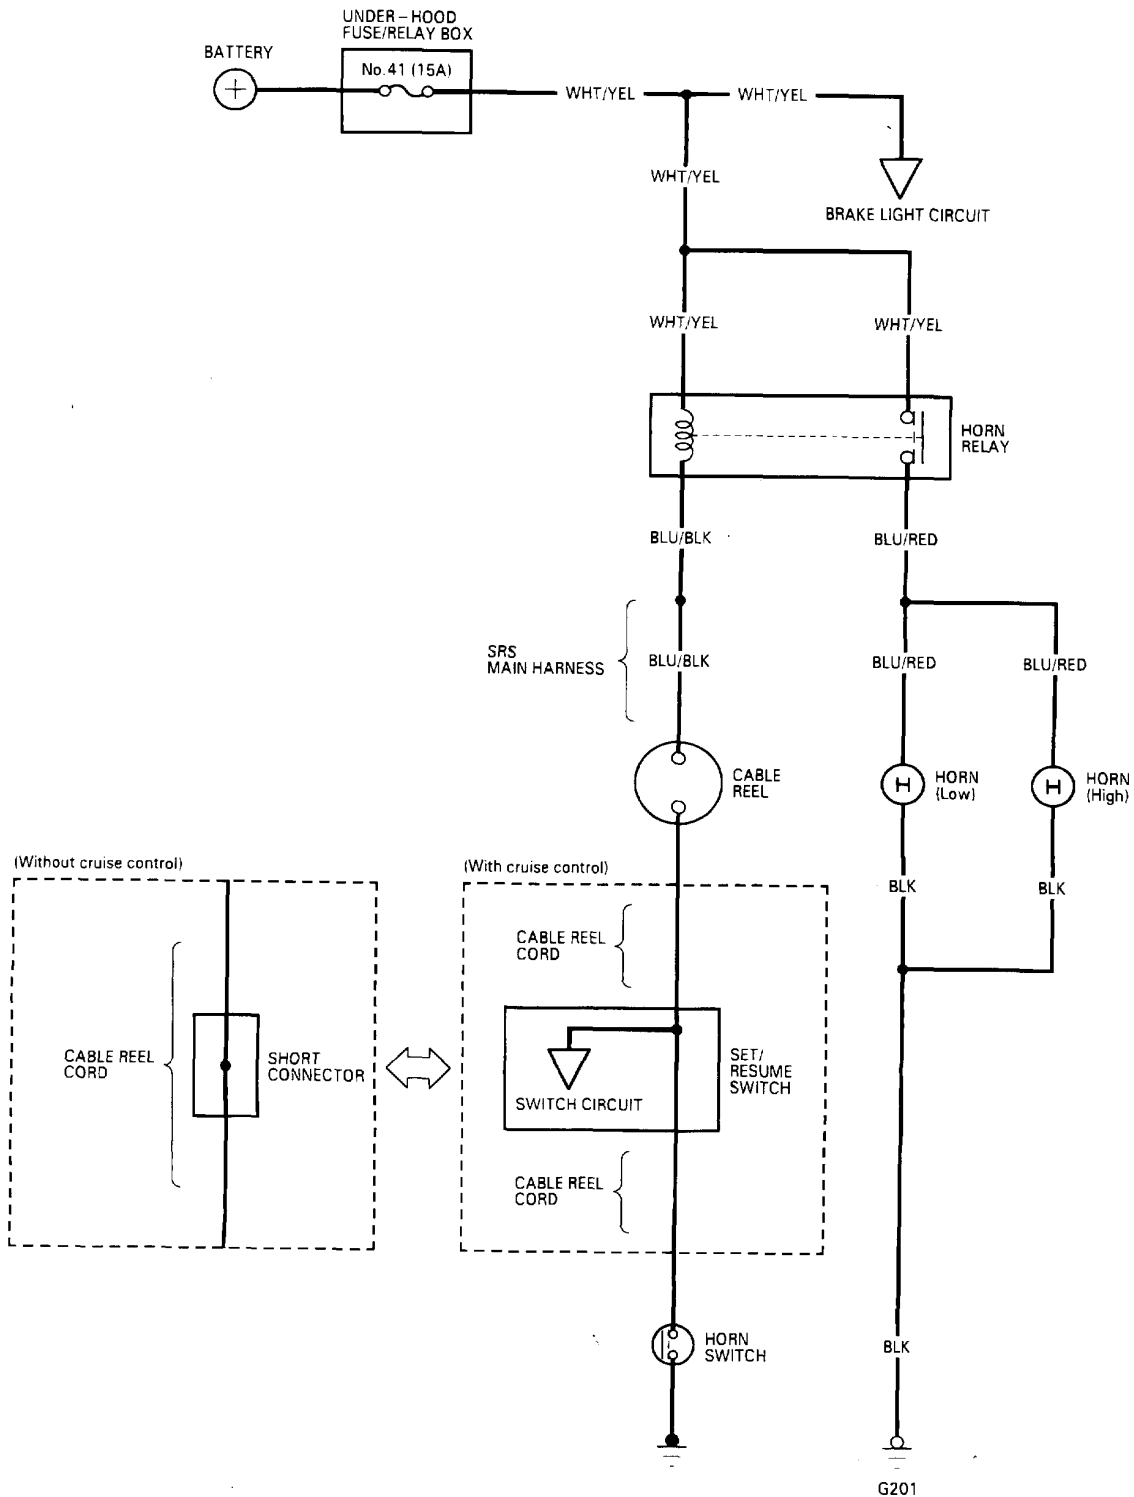 UNDER-HOOD
FUSE/RELAY BOX
BATTERY
No.41 (15A)
WHT/YEL
WHT/YEL
WHT/YEL
BRAKE LIGHT CIRCUIT
WHT/YEL
WHT/YEL
HORN
RELAY
BLU/BLK
BLU/RED
SRS
MAIN HARNESS
BLU/BLK
BLU/RED
BLU/RED
CABLE
REEL
HORN
(Low)
HORN
(High)
H
H
(Without cruise control)
(With cruise control)
BLK
BLK
CABLE REEL
CORD
CABLE REEL
CORD
SHORT
CONNECTOR
SET/
RESUME
SWITCH
SWITCH CIRCUIT
CABLE REEL
CORD
HORN
SWITCH
BLK
G201